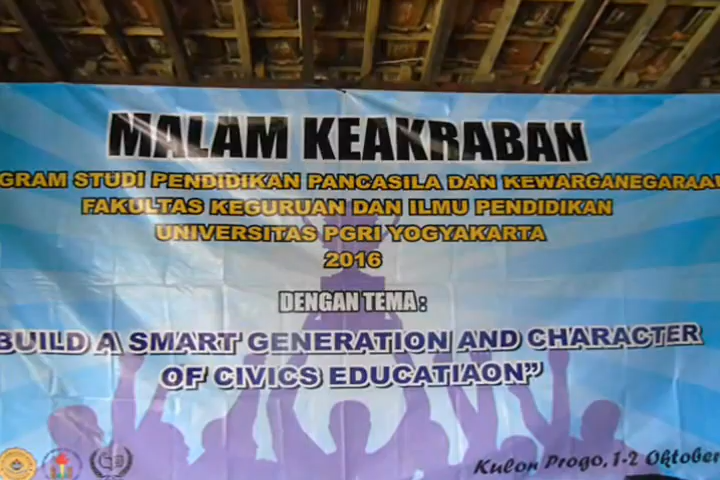 MALAM KEAKRABAN
GRAM STUDI PENDIDIKAN PANCASILA DAN KEWARGANEGARAAN
FAKULTAS KEGURUAN DAN ILMU PENDIDIKAN
UNIVERSITAS PGRI YOGYAKARTA
2016
DENGAN TEMA :
BUILD A SMART GENERATION AND CHARACTER
OF CIVICS EDUCATIAON"
Kulon Progo, 1-2 Oktober